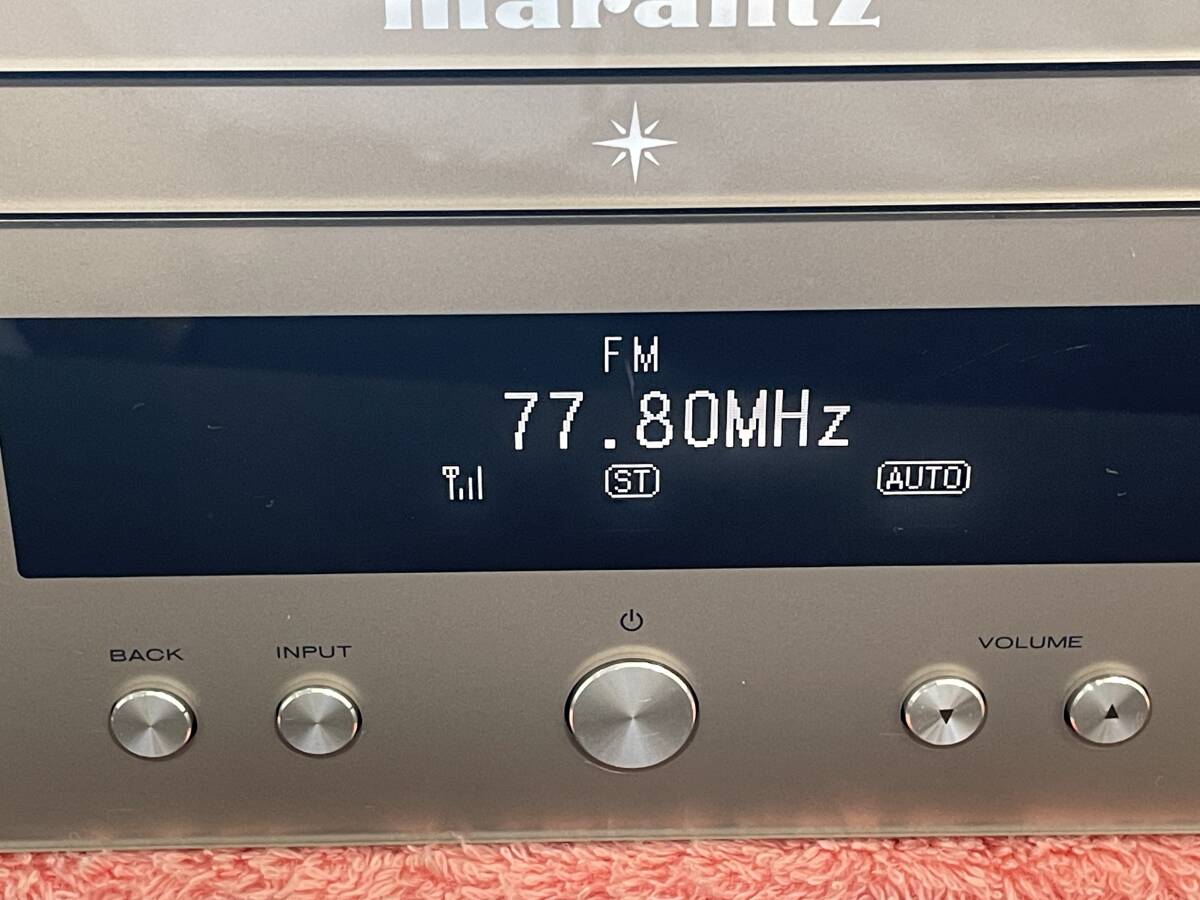 marantz
FM
77.80MHz
ST
AUTO
BACK
INPUT
VOLUME